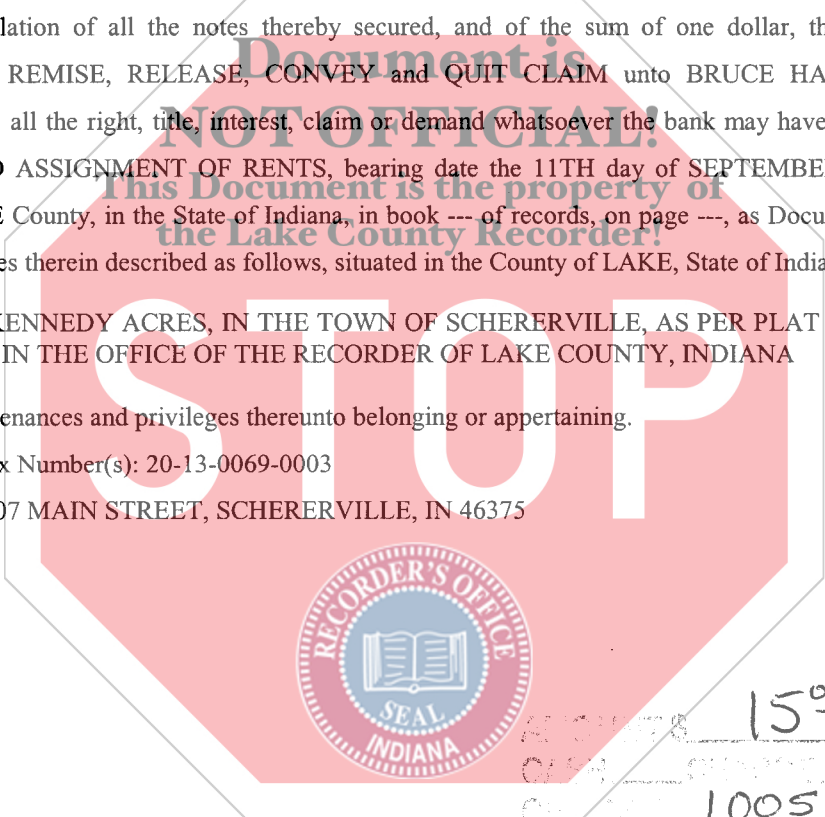 lation of all the notes thereby secured, and of the sum of one dollar, th
Document is
REMISE, RELEASE, CONVEY and QUIT CLAIM unto BRUCE HA
NOT OFFICIAL!
all the right, title, interest, claim or demand whatsoever the bank may have
ASSIGNMENT OF RENTS, bearing date the 11TH day of SEPTEMBE
This Document is the property of
County, in the State of Indiana, in book --- of records, on page ---, as Docu
the Lake County Recorder!
es therein described as follows, situated in the County of LAKE, State of India
KENNEDY ACRES, IN THE TOWN OF SCHERERVILLE, AS PER PLAT
IN THE OFFICE OF THE RECORDER OF LAKE COUNTY, INDIANA
STOP
enances and privileges thereunto belonging or appertaining.
x Number(s): 20-13-0069-0003
07 MAIN STREET, SCHERERVILLE, IN 46375
RECORDER'S OFFICE
SEAL
INDIANA
15
1005